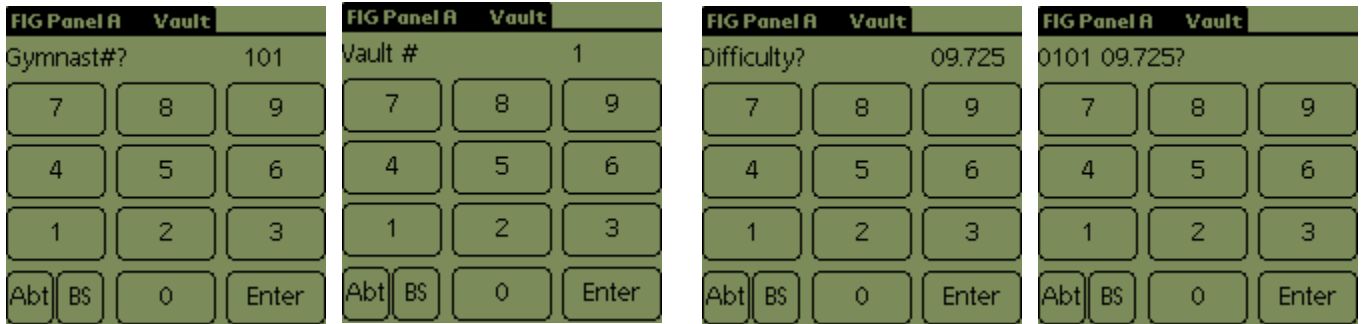 FIG Panel A Vault
Gymnast#? 101
7 8 9
4 5 6
1 2 3
Abt BS 0 Enter
FIG Panel A Vault
Vault # 1
7 8 9
4 5 6
1 2 3
Abt BS 0 Enter
FIG Panel A Vault
Difficulty? 09.725
7 8 9
4 5 6
1 2 3
Abt BS 0 Enter
FIG Panel A Vault
0101 09.725?
7 8 9
4 5 6
1 2 3
Abt BS 0 Enter